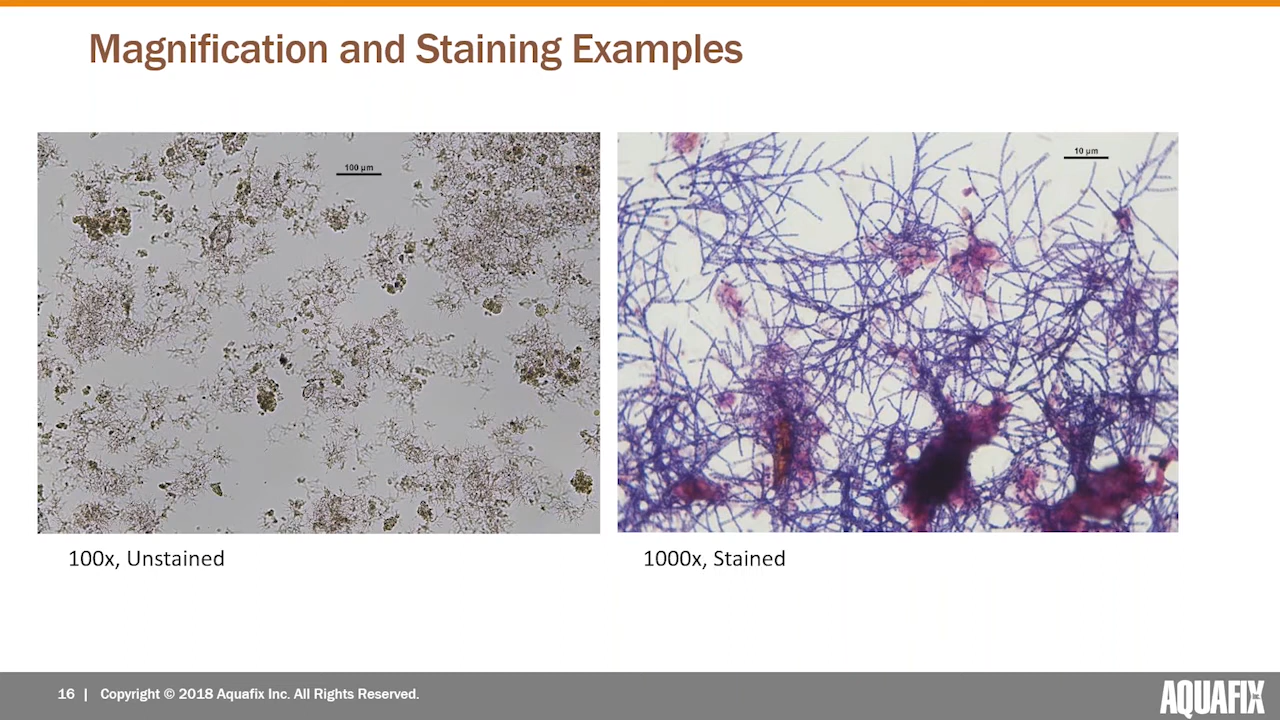 Magnification and Staining Examples
100 µm
10 µm
100x, Unstained
1000x, Stained
16 | Copyright © 2018 Aquafix Inc. All Rights Reserved.
AQUAFIX INC.